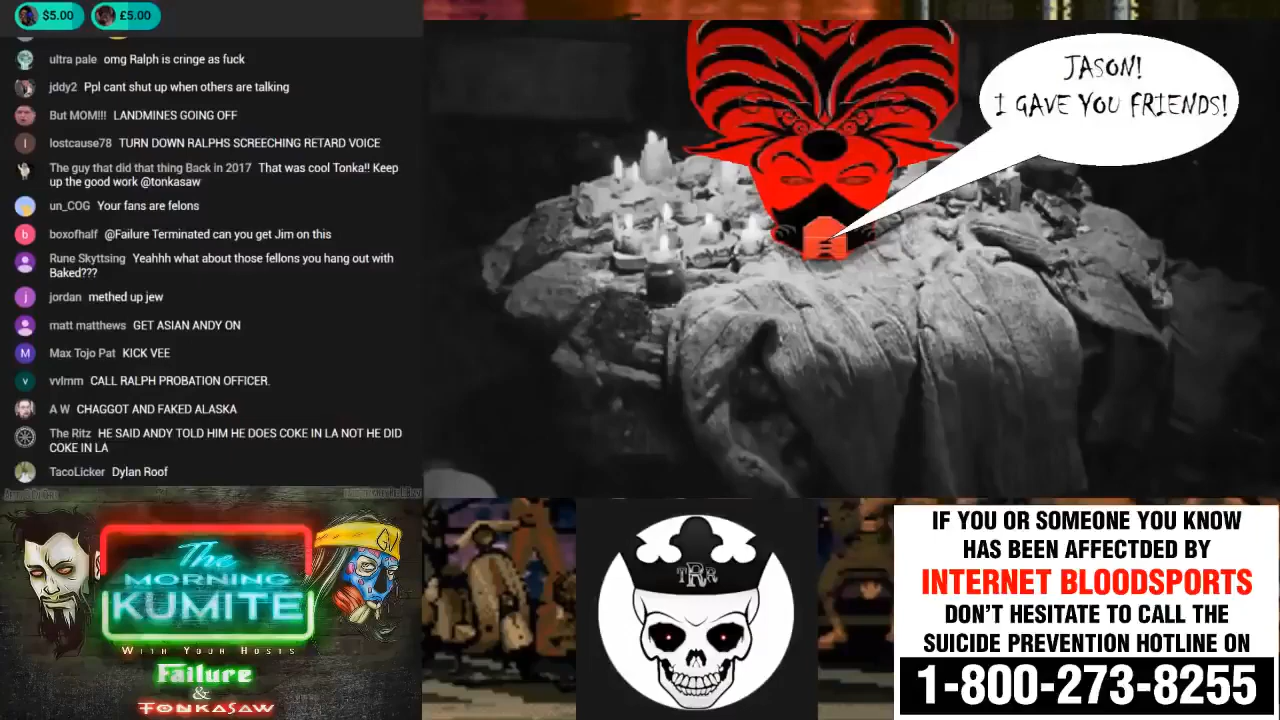 $5.00 £5.00
ultra pale omg Ralph is cringe as fuck
jddy2 Ppl cant shut up when others are talking
But MOM!!! LANDMINES GOING OFF
lostcause78 TURN DOWN RALPHS SCREECHING RETARD VOICE
The guy that did that thing Back in 2017 That was cool Tonka!! Keep
up the good work @tonkasaw
un_COG Your fans are felons
boxofhalf @Failure Terminated can you get Jim on this
Rune Skyttsing Yeahhh what about those fellons you hang out with
Baked???
jordan methed up jew
matt matthews GET ASIAN ANDY ON
Max Tojo Pat KICK VEE
vvlmm CALL RALPH PROBATION OFFICER.
A W CHAGGOT AND FAKED ALASKA
The Ritz HE SAID ANDY TOLD HIM HE DOES COKE IN LA NOT HE DID
COKE IN LA
TacoLicker Dylan Roof
JASON!
I GAVE YOU FRIENDS!
The
MORNING
KUMITE
WITH YOUR HOSTS
Failure
&
TONKASAW
TRR
IF YOU OR SOMEONE YOU KNOW
HAS BEEN AFFECTDED BY
INTERNET BLOODSPORTS
DON'T HESITATE TO CALL THE
SUICIDE PREVENTION HOTLINE ON
1-800-273-8255